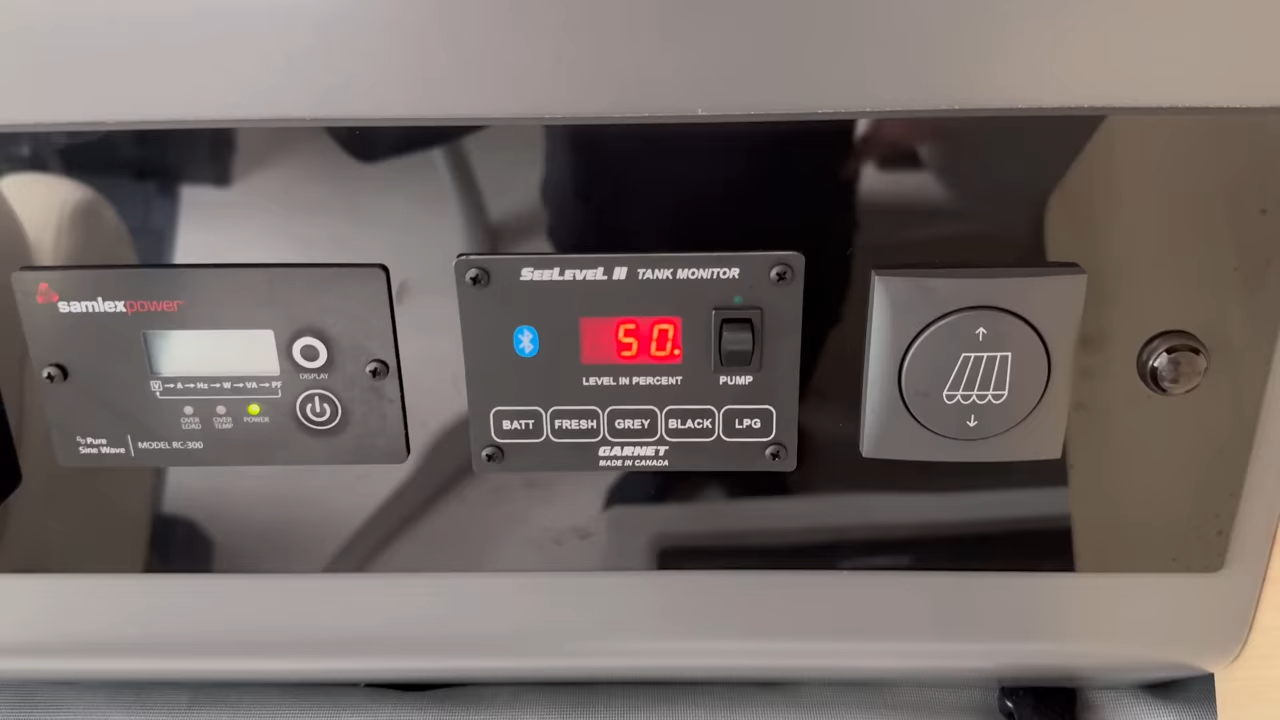 samlexpower
DISPLAY
V A Hz W VA PF
OVER LOAD
OVER TEMP
POWER
Pure
Sine Wave
MODEL RC-300
SEELEVEL II TANK MONITOR
50.
LEVEL IN PERCENT
PUMP
BATT FRESH GREY BLACK LPG
GARNET
MADE IN CANADA